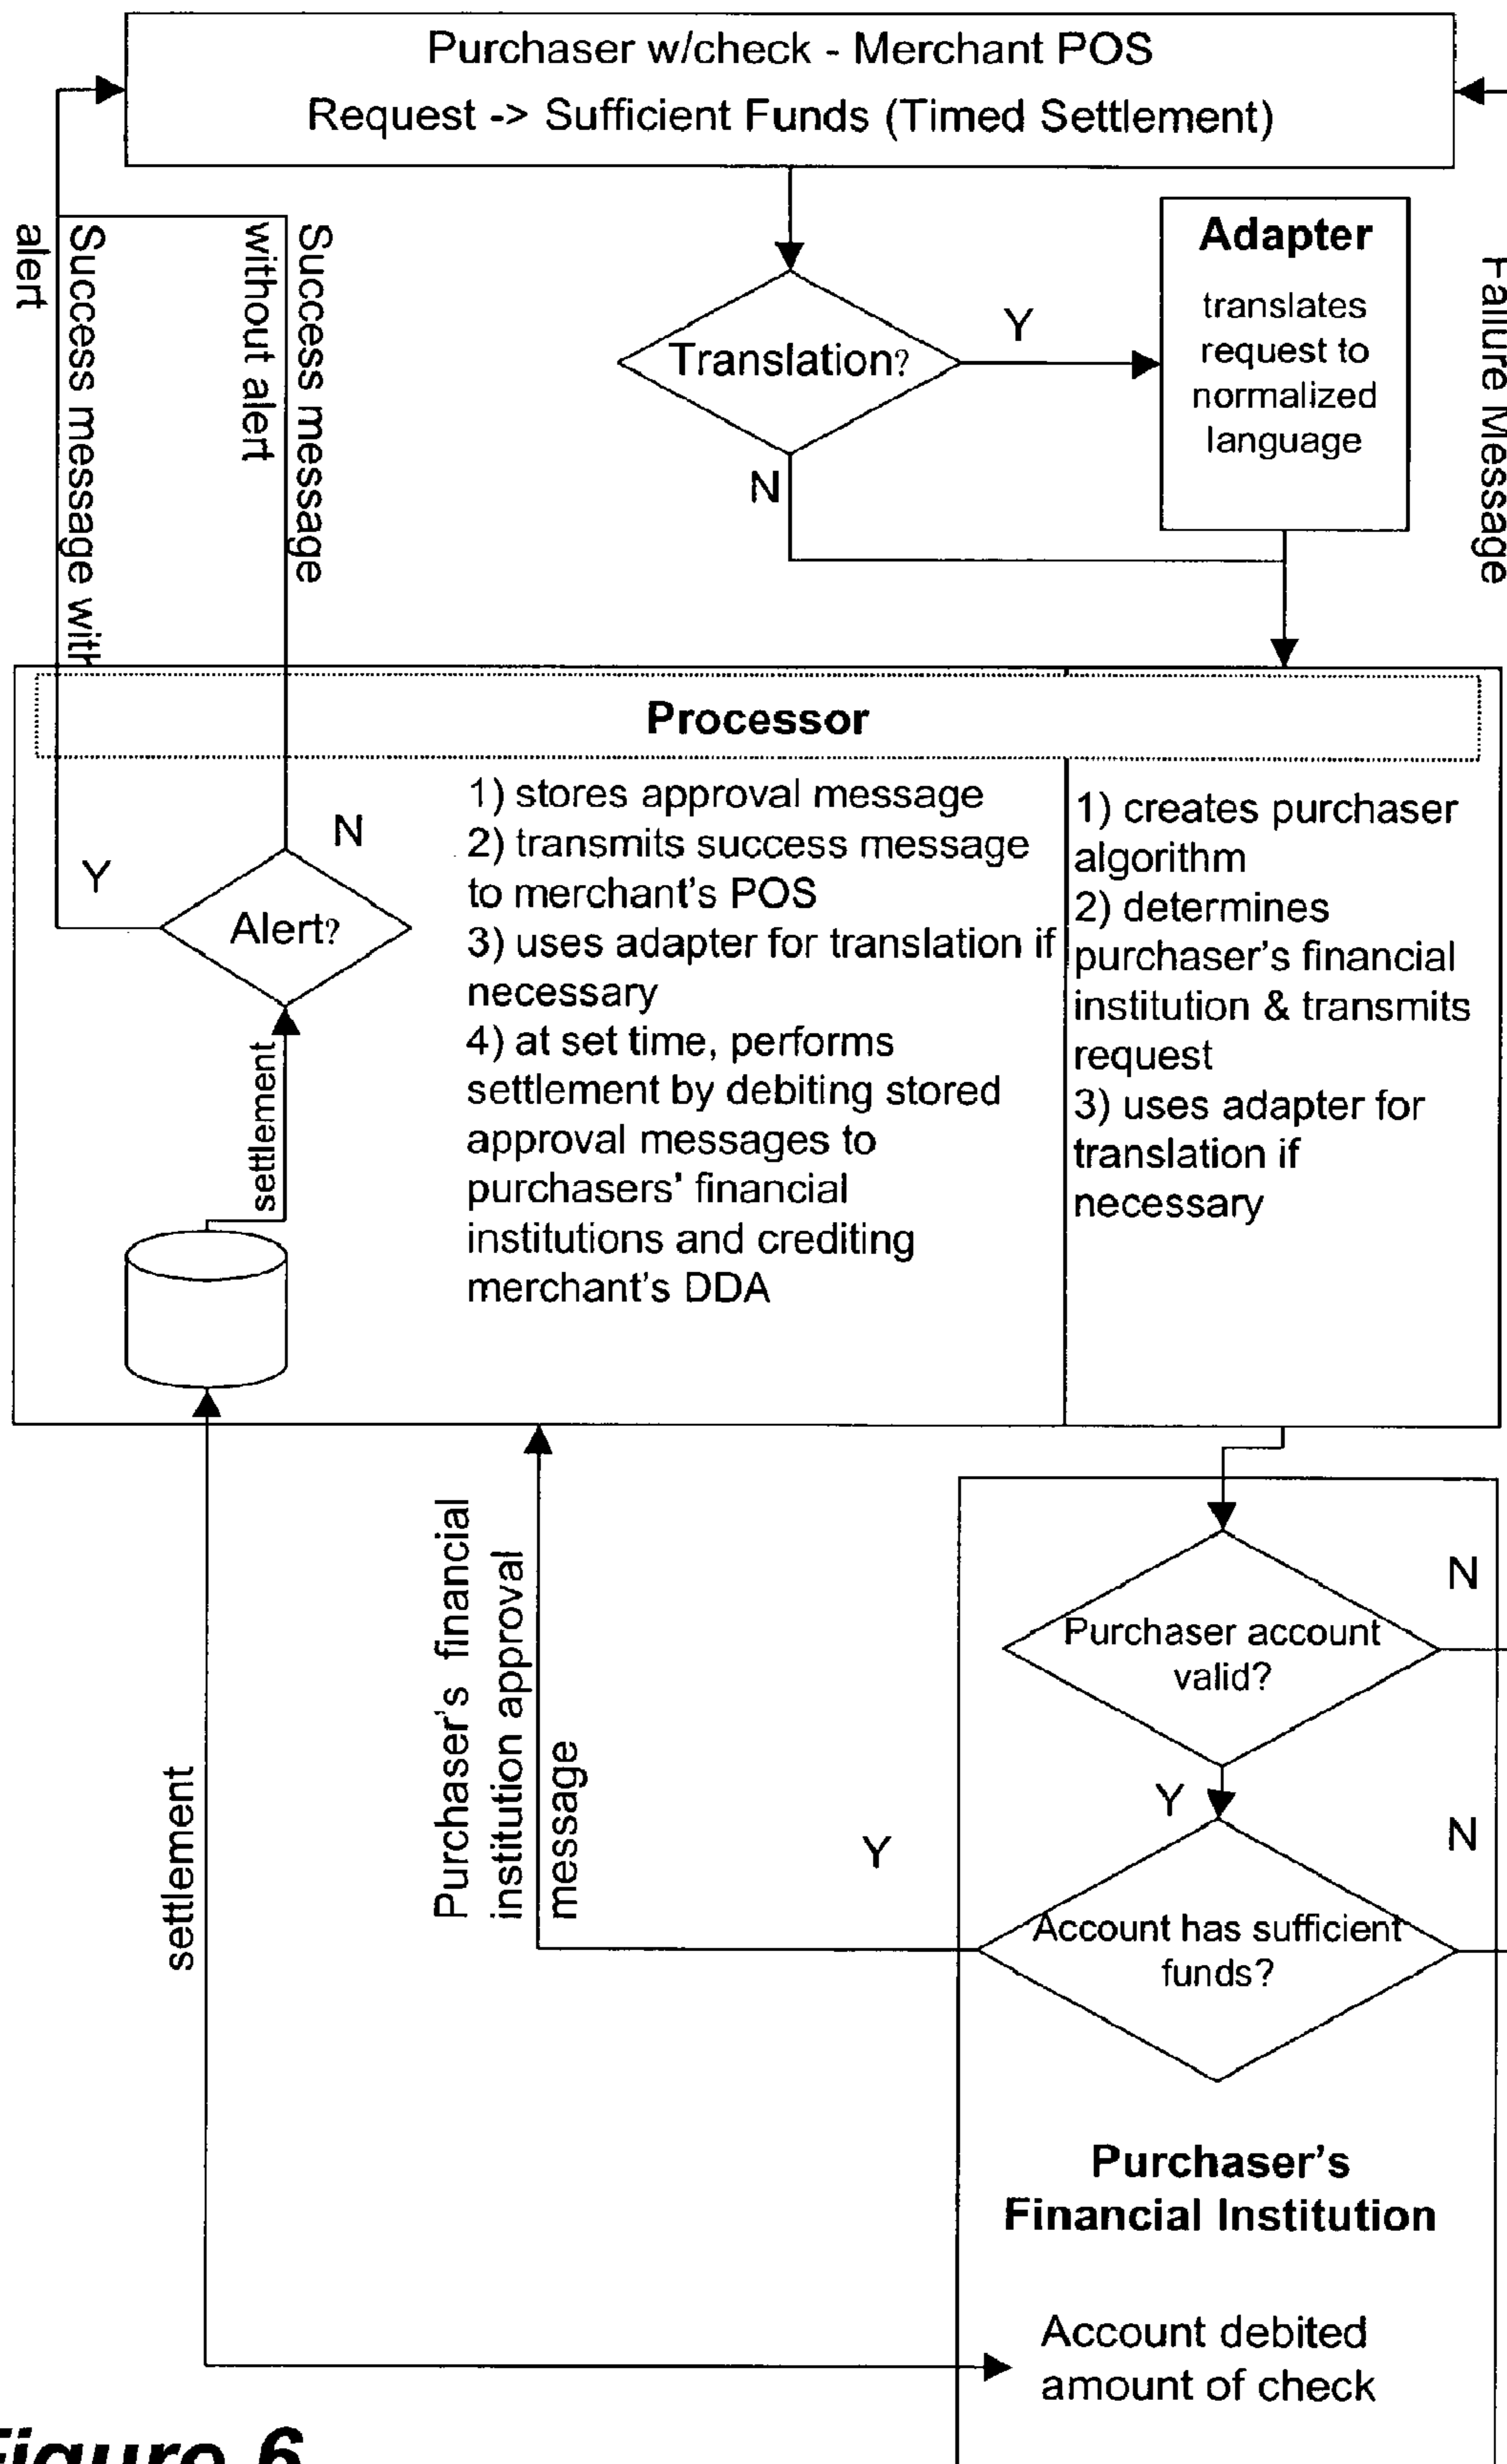 Purchaser w/check - Merchant POS
Request -> Sufficient Funds (Timed Settlement)
Adapter
translates
request to
normalized
language
Translation?
Y
N
Failure Message
Success message with
alert
Success message
without alert
Processor
Y
N
Alert?
settlement
1) stores approval message
2) transmits success message
to merchant's POS
3) uses adapter for translation if
necessary
4) at set time, performs
settlement by debiting stored
approval messages to
purchasers' financial
institutions and crediting
merchant's DDA
1) creates purchaser
algorithm
2) determines
purchaser's financial
institution & transmits
request
3) uses adapter for
translation if
necessary
settlement
Purchaser's financial
institution approval
message
Purchaser account
valid?
N
Y
Account has sufficient
funds?
Y
N
Purchaser's
Financial Institution
Account debited
amount of check
Figure 6